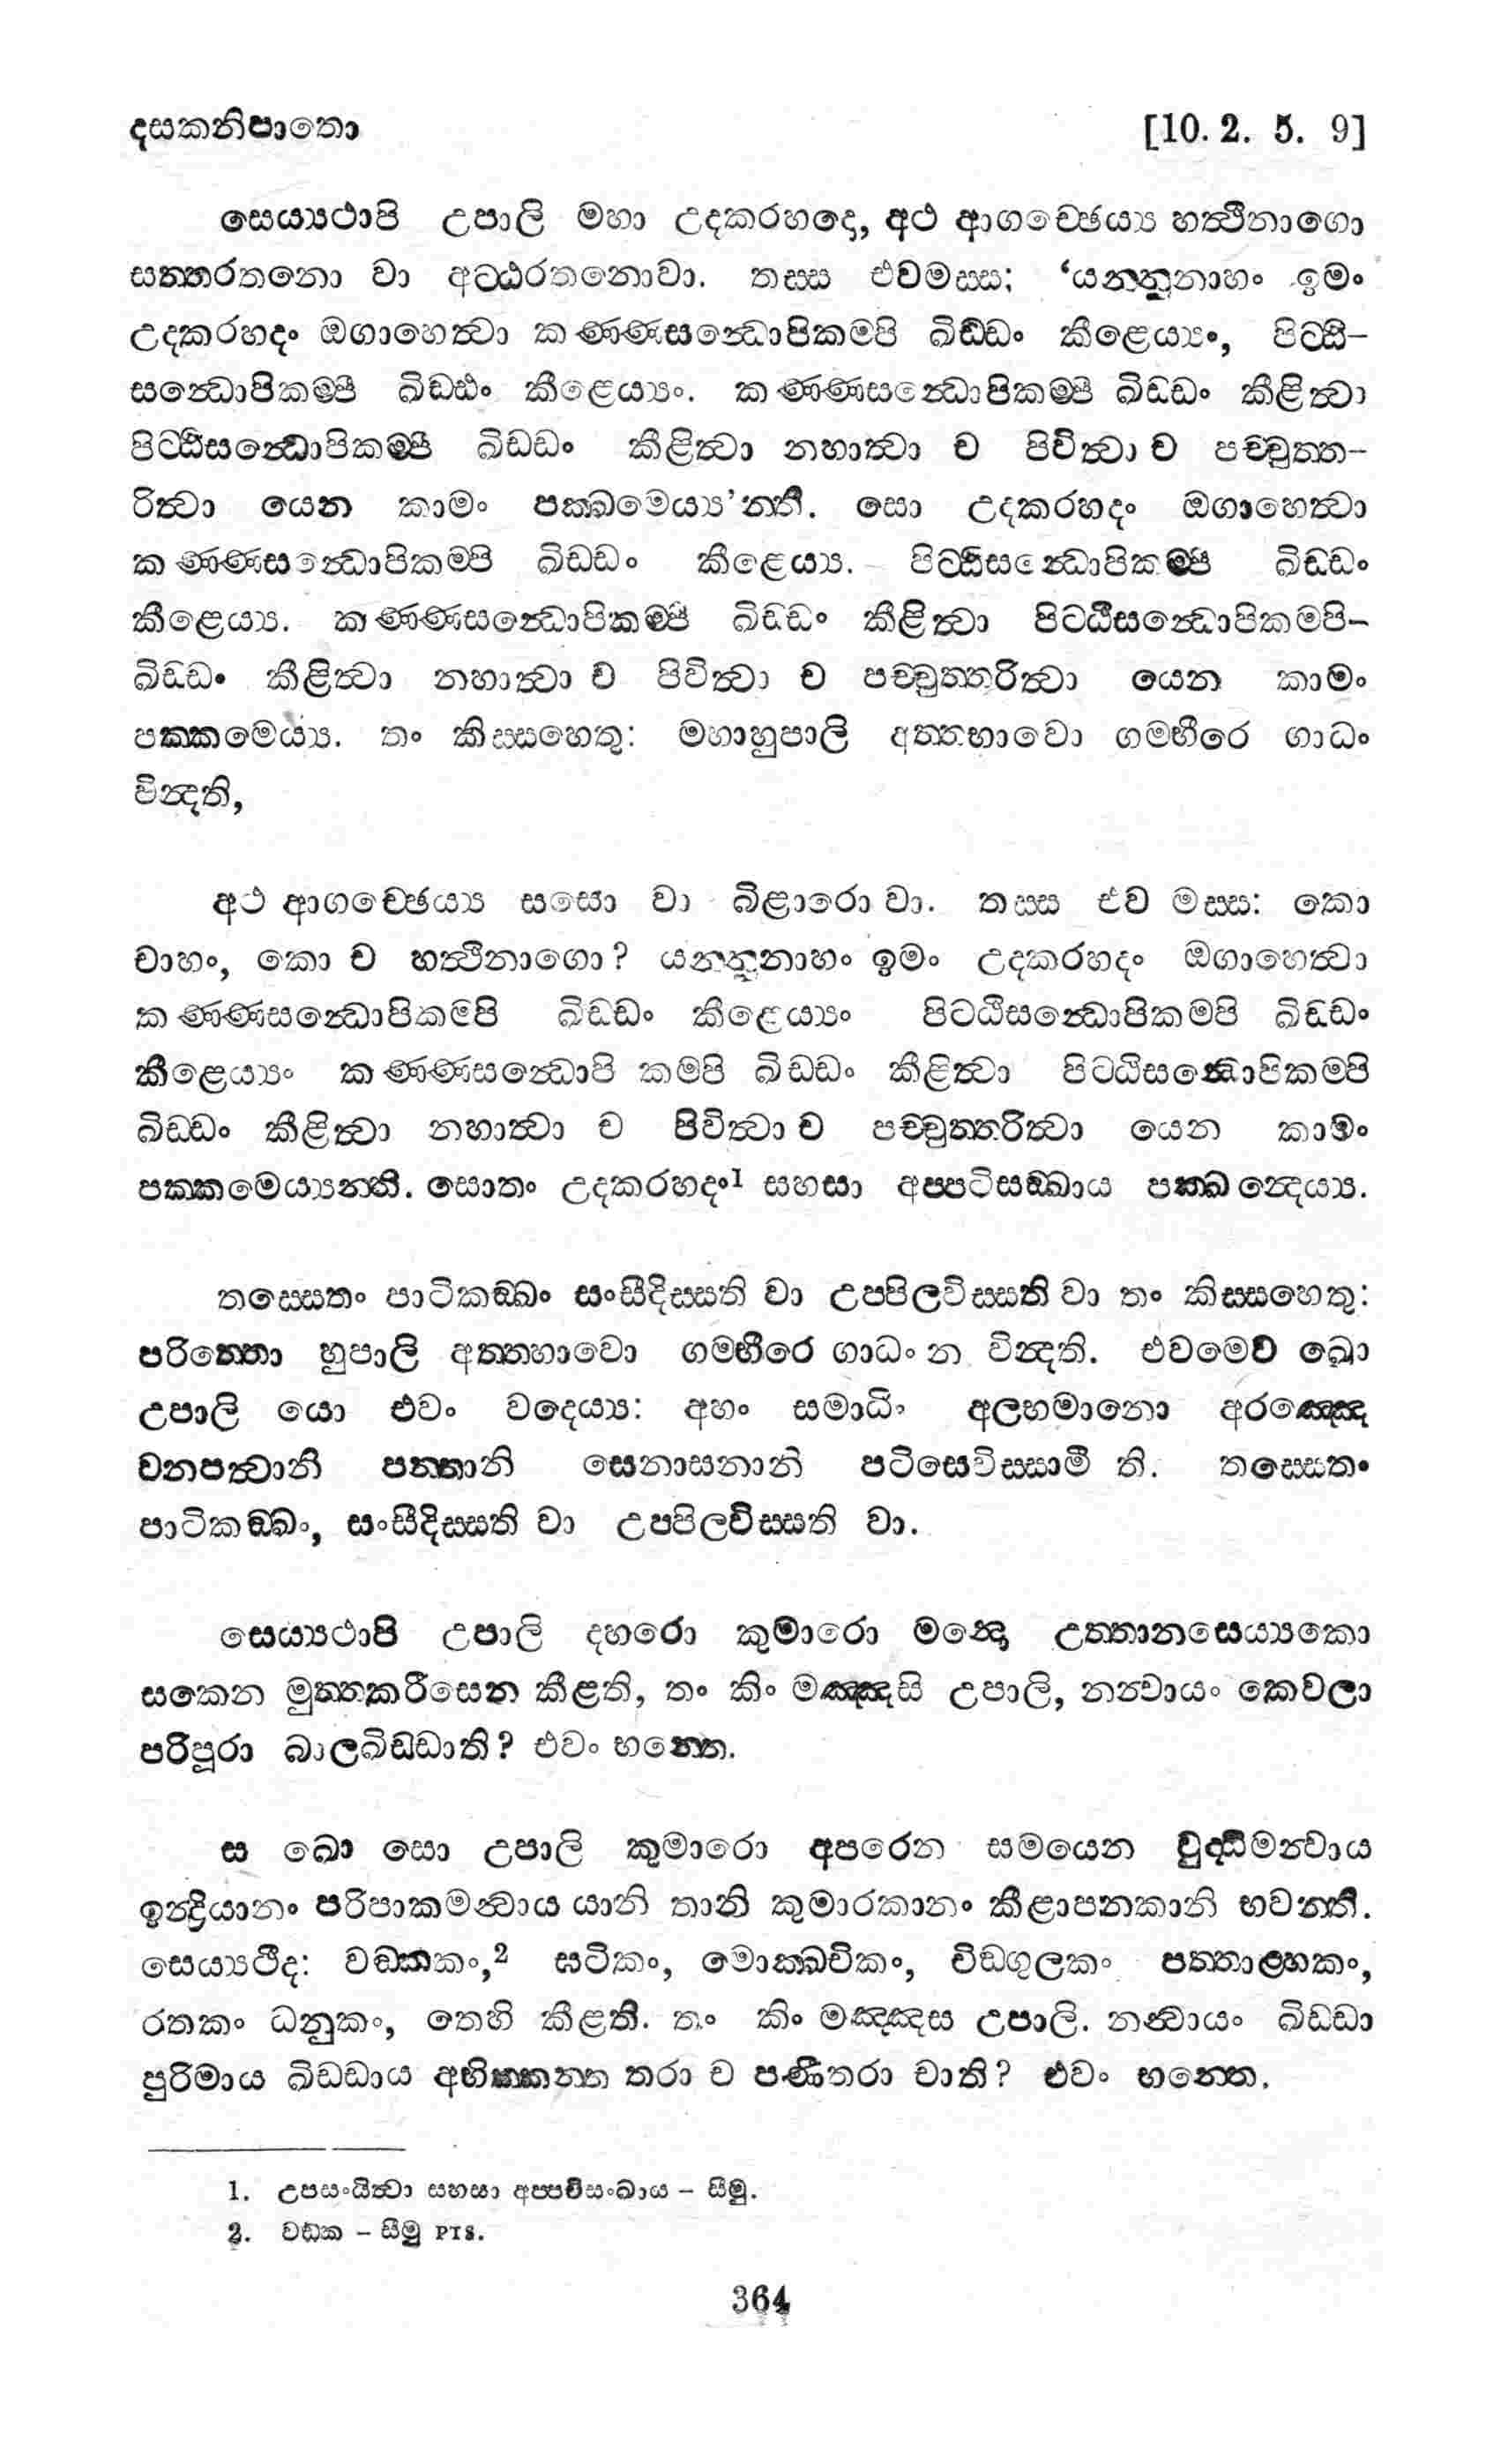 දසකනිපාතො [10. 2. 5. 9]
සෙය්‍යථාපි උපාලි මහා උදකරහදො, අථ ආගච්ඡෙය්‍ය හත්‍ථිනාගො
සත්තරතනො වා අට්ඨරතනොවා. තස්ස එවමස්ස; ‘යන්නූනාහං ඉමං
උදකරහදං ඔගාහෙත්‍වා කණ්ණසන්‍ධොපිකම්පි ඛිඩ්ඩං කීළෙය්‍යං, පිට්ඨි-
සන්‍ධොපිකම්පි ඛිඩ්ඩං කීළෙය්‍යං. කණ්ණසන්‍ධොපිකම්පි ඛිඩ්ඩං කීළිත්‍වා
පිට්ඨිසන්‍ධොපිකම්පි ඛිඩ්ඩං කීළිත්‍වා නහාත්‍වා ච පිවිත්‍වා ච පච්චුත්ත-
රිත්‍වා යෙන කාමං පක්ඛමෙය්‍ය’න්ති. සො උදකරහදං ඔගාහෙත්‍වා
කණ්ණසන්‍ධොපිකම්පි ඛිඩ්ඩං කීළෙය්‍ය. පිට්ඨිසන්‍ධොපිකම්පි ඛිඩ්ඩං
කීළෙය්‍ය. කණ්ණසන්‍ධොපිකම්පි ඛිඩ්ඩං කීළිත්‍වා පිට්ඨිසන්‍ධොපිකම්පි-
ඛිඩ්ඩං කීළිත්‍වා නහාත්‍වා ච පිවිත්‍වා ච පච්චුත්තරිත්‍වා යෙන කාමං
පක්කමෙය්‍ය. තං කිස්සහෙතු: මහාහුපාලි අත්තභාවො ගම්භීරෙ ගාධං
වින්‍දති,
අථ ආගච්ඡෙය්‍ය සසො වා බිළාරො වා. තස්ස එව මස්ස: කො
චාහං, කො ච හත්‍ථිනාගො? යන්නූනාහං ඉමං උදකරහදං ඔගාහෙත්‍වා
කණ්ණසන්‍ධොපිකම්පි ඛිඩ්ඩං කීළෙය්‍යං පිට්ඨිසන්‍ධොපිකම්පි ඛිඩ්ඩං
කීළෙය්‍යං කණ්ණසන්‍ධොපි කම්පි ඛිඩ්ඩං කීළිත්‍වා පිට්ඨිසන්‍ධොපිකම්පි
ඛිඩ්ඩං කීළිත්‍වා නහාත්‍වා ච පිවිත්‍වා ච පච්චුත්තරිත්‍වා යෙන කාමං
පක්කමෙය්‍යන්ති. සොතං උදකරහදං1 සහසා අප්පටිසඞ්ඛාය පක්ඛන්‍දෙය්‍ය.
තස්සෙතං පාටිකඞ්ඛං සංසීදිස්සති වා උප්පිලවිස්සති වා තං කිස්සහෙතු:
පරිත්තො හුපාලි අත්තහාවො ගම්භීරෙ ගාධං න වින්‍දති. එවමෙව ඛො
උපාලි යො එවං වදෙය්‍ය: අහං සමාධිං අලභමානො අරඤ්ඤෙ
වනපත්‍ථානි පන්තානි සෙනාසනානි පටිසෙවිස්සාමී ති. තස්සෙතං
පාටිකඞ්ඛං, සංසීදිස්සති වා උප්පිලවිස්සති වා.
සෙය්‍යථාපි උපාලි දහරො කුමාරො මන්‍දො උත්තානසෙය්‍යකො
සකෙන මුත්තකරීසෙන කීළති, තං කිං මඤ්ඤසි උපාලි, නන්‍වායං කෙවලා
පරිපූරා බාලඛිඩ්ඩාති? එවං භන්තෙ.
ස ඛො සො උපාලි කුමාරො අපරෙන සමයෙන වුද්ධිමන්‍වාය
ඉන්‍ද්‍රියානං පරිපාකමන්‍වාය යානි තානි කුමාරකානං කීළාපනකානි භවන්ති.
සෙය්‍යථීද: වඞ්කකං,2 ඝටිකං, මොක්ඛචිකං, චිඞ්ගුලකං පත්තාළ්හකං,
රතකං ධනුකං, තෙහි කීළති. තං කිං මඤ්ඤස උපාලි. නන්‍වායං ඛිඩ්ඩා
පුරිමාය ඛිඩ්ඩාය අභික්කන්ත තරා ච පණීතරා චාති? එවං භන්තෙ.
1. උපසංයිත්‍වා සහසා අප්පච්සංඛාය – සීමු.
2. වඞ්ක – සීමු PTS.
364